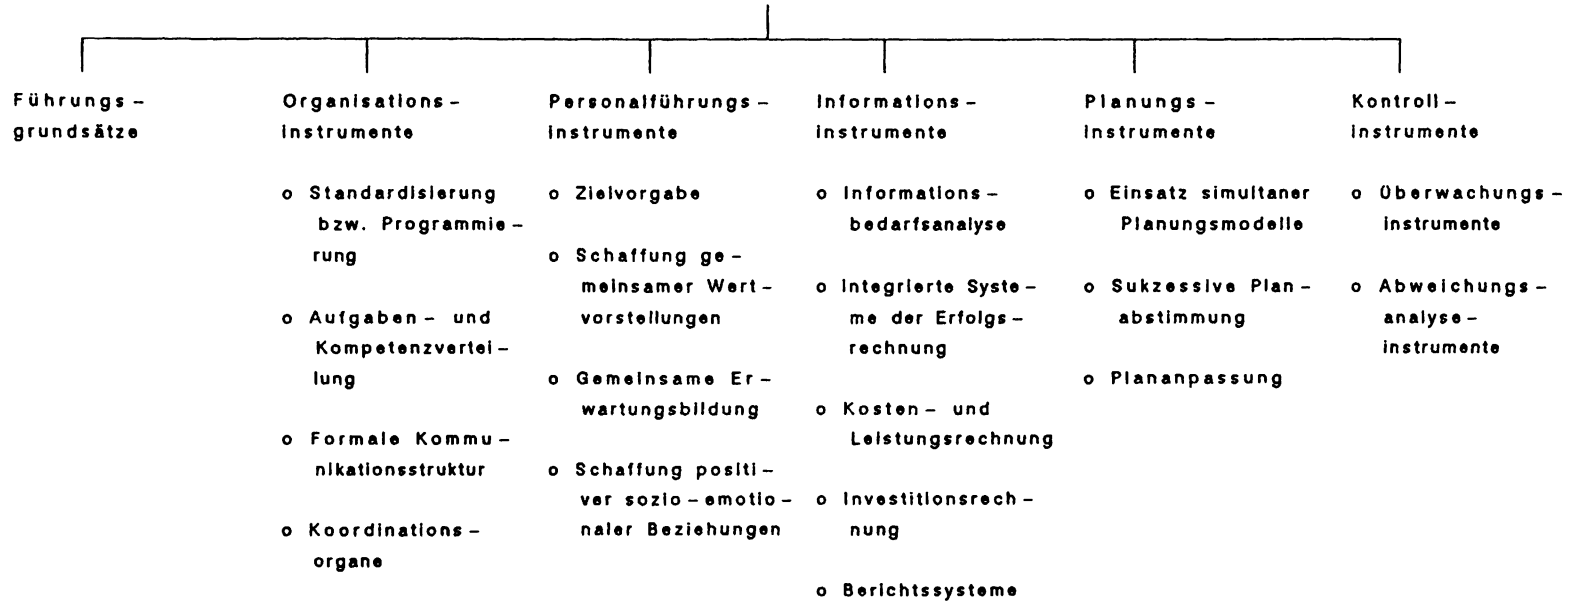 Führungs-
grundsätze
Organisations-
instrumente
o Standardisierung
bzw. Programmie-
rung
o Aufgaben- und
Kompetenzvertei-
lung
o Formale Kommu-
nikationsstruktur
o Koordinations-
organe
Personalführungs-
instrumente
o Zielvorgabe
o Schaffung ge-
meinsamer Wert-
vorstellungen
o Gemeinsame Er-
wartungsbildung
o Schaffung positi-
ver sozio-emotio-
naler Beziehungen
Informations-
instrumente
o Informations-
bedarfsanalyse
o Integrierte Syste-
me der Erfolgs-
rechnung
o Kosten- und
Leistungsrechnung
o Investitionsrech-
nung
o Berichtssysteme
Planungs-
instrumente
o Einsatz simultaner
Planungsmodelle
o Sukzessive Plan-
abstimmung
o Plananpassung
Kontroll-
instrumente
o Überwachungs-
instrumente
o Abweichungs-
analyse-
instrumente